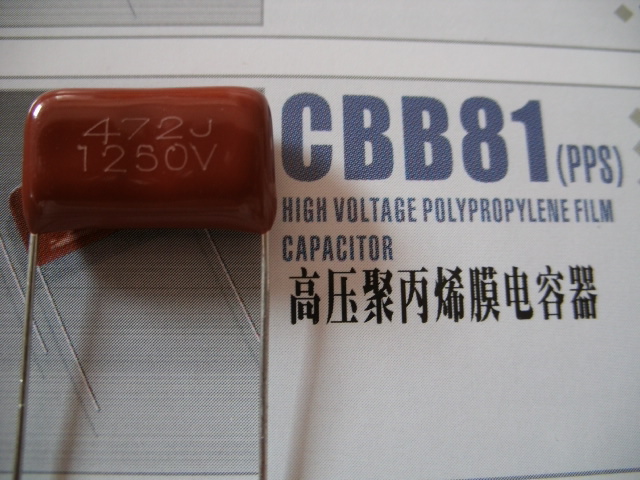 472J
1250V
CBB81(PPS)
HIGH VOLTAGE POLYPROPYLENE FILM
CAPACITOR
高压聚丙烯膜电容器